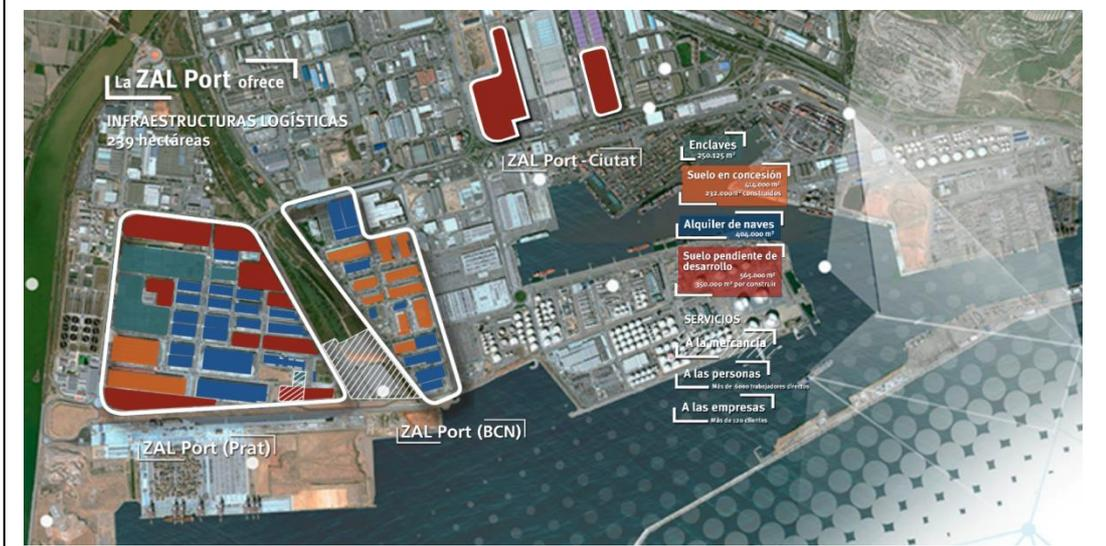 La ZAL Port ofrece
INFRAESTRUCTURAS LOGÍSTICAS
239 hectáreas
ZAL Port - Ciutat
Enclaves
250.125 m²
Suelo en concesión
414.000 m²
232.000 m² construidos
Alquiler de naves
404.000 m²
Suelo pendiente de
desarrollo
565.000 m²
350.000 m² por construir
SERVICIOS
A la mercancía
A las personas
Más de 6000 trabajadores directos
A las empresas
Más de 120 clientes
ZAL Port (BCN)
ZAL Port (Prat)